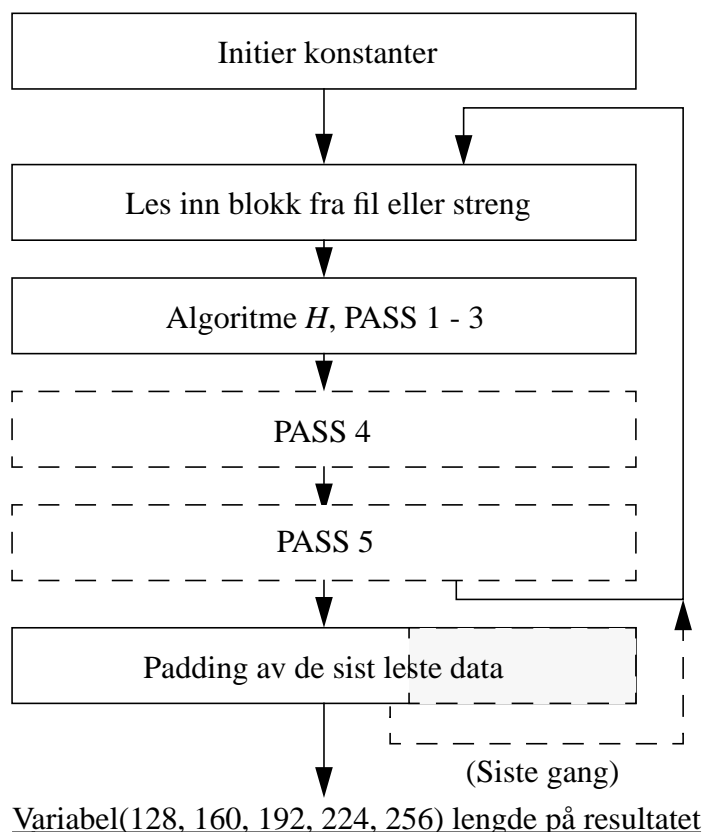 Initier konstanter
Les inn blokk fra fil eller streng
Algoritme H, PASS 1 - 3
PASS 4
PASS 5
Padding av de sist leste data
(Siste gang)
Variabel(128, 160, 192, 224, 256) lengde på resultatet